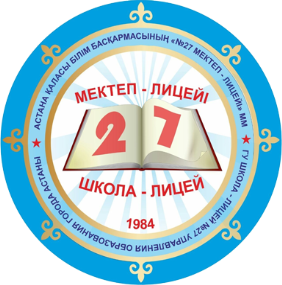 АСТАНА ҚАЛАСЫ БІЛІМ БАСҚАРМАСЫНЫҢ «№27 МЕКТЕП - ЛИЦЕЙІ» ММ
ГУ ШКОЛА - ЛИЦЕЙ №27 УПРАВЛЕНИЯ ОБРАЗОВАНИЯ ГОРОДА АСТАНЫ
МЕКТЕП - ЛИЦЕЙІ
27
ШКОЛА - ЛИЦЕЙ
1984